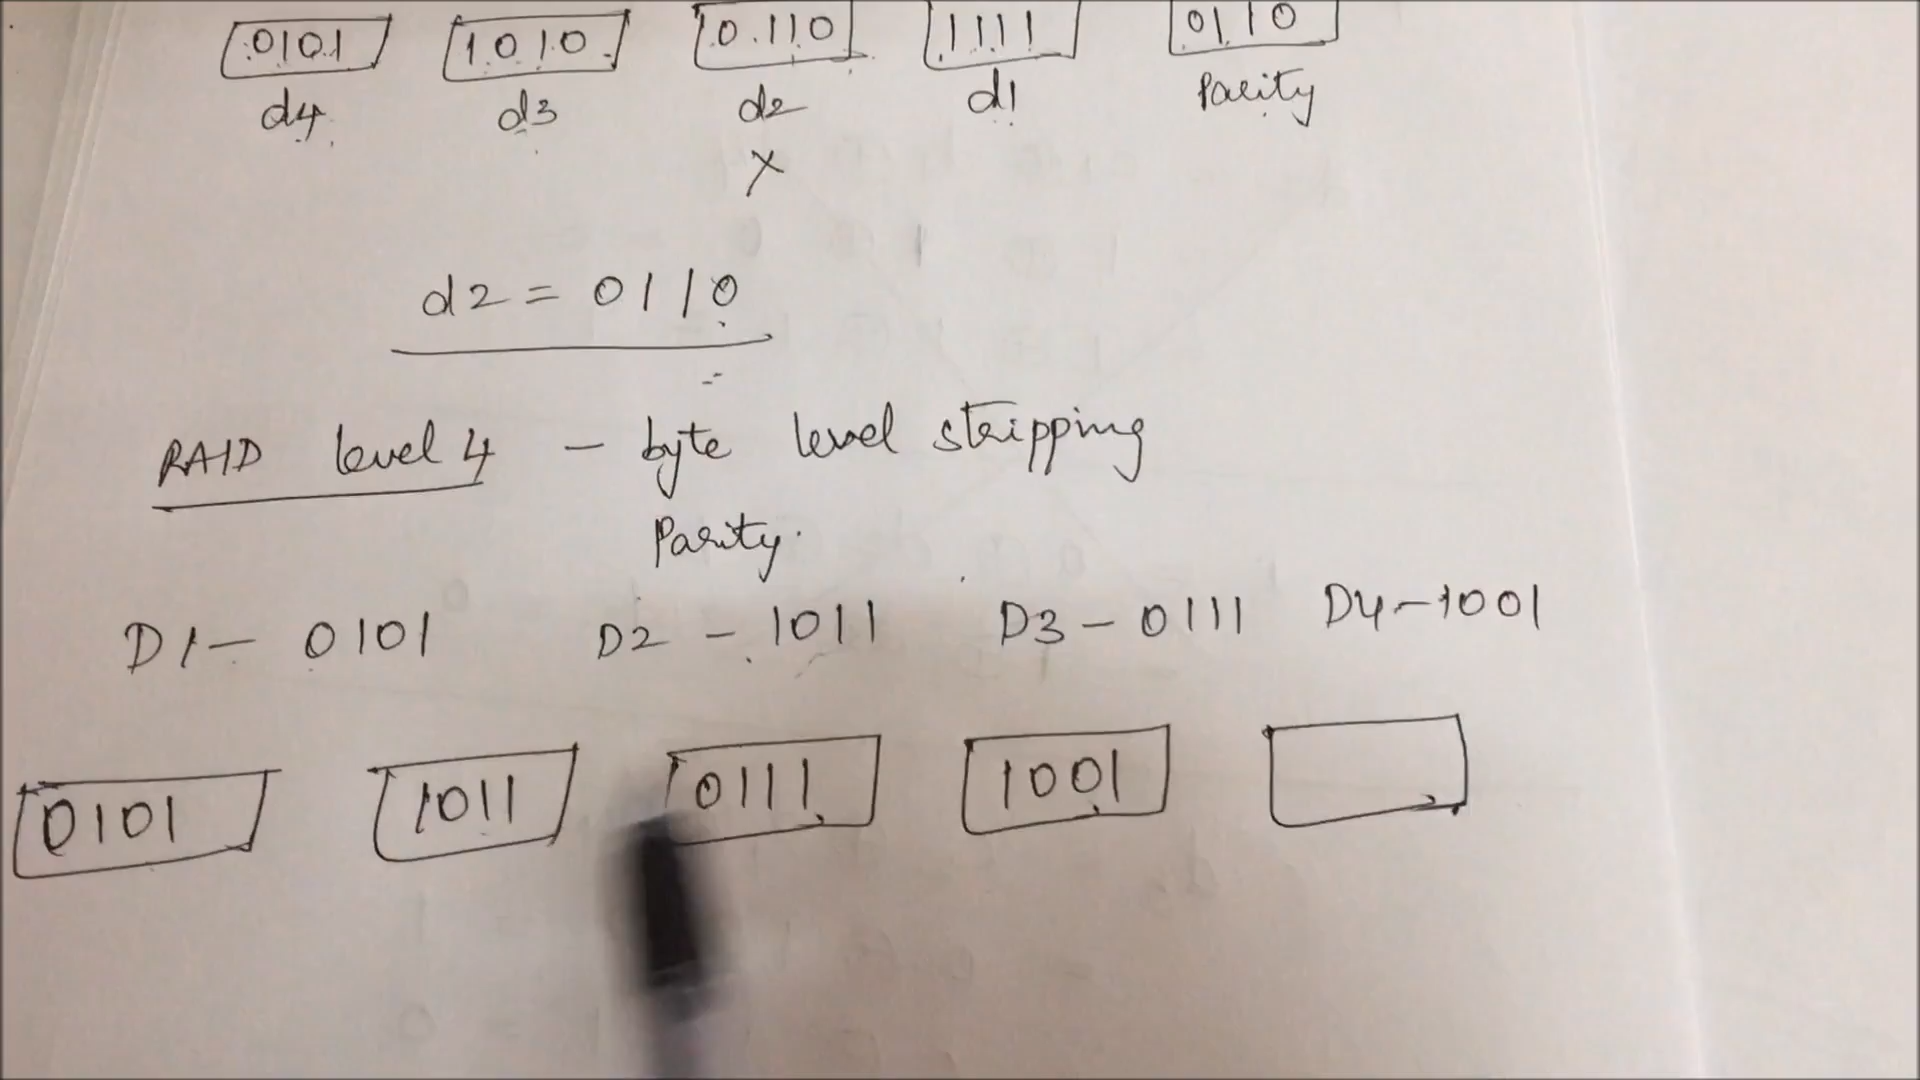 0101 1010 0110 1111 0110
d4 d3 d2 d1 Parity
X
d2 = 0110
RAID level 4 - byte level stripping
Parity.
D1- 0101 D2 - 1011 D3 - 0111 D4-1001
0101 1011 0111 1001